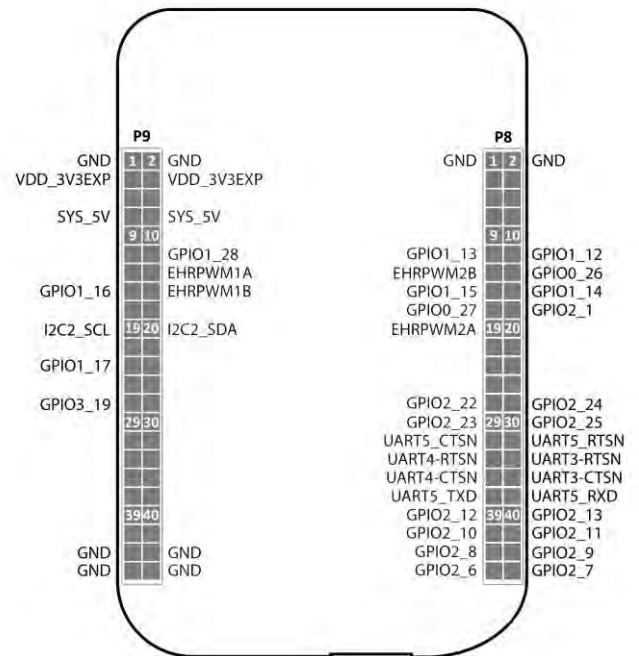 P9
P8
GND 1 2 GND
GND 1 2 GND
VDD_3V3EXP VDD_3V3EXP
SYS_5V SYS_5V
9 10
9 10
GPIO1_28
GPIO1_13 GPIO1_12
EHRPWM1A
EHRPWM2B GPIO0_26
GPIO1_16 EHRPWM1B
GPIO1_15 GPIO1_14
GPIO0_27 GPIO2_1
I2C2_SCL 19 20 I2C2_SDA
EHRPWM2A 19 20
GPIO1_17
GPIO3_19
GPIO2_22 GPIO2_24
29 30
GPIO2_23 29 30 GPIO2_25
UART5_CTSN UART5_RTSN
UART4-RTSN UART3-RTSN
UART4-CTSN UART3-CTSN
UART5_TXD UART5_RXD
39 40
GPIO2_12 39 40 GPIO2_13
GPIO2_10 GPIO2_11
GND GND
GPIO2_8 GPIO2_9
GND GND
GPIO2_6 GPIO2_7